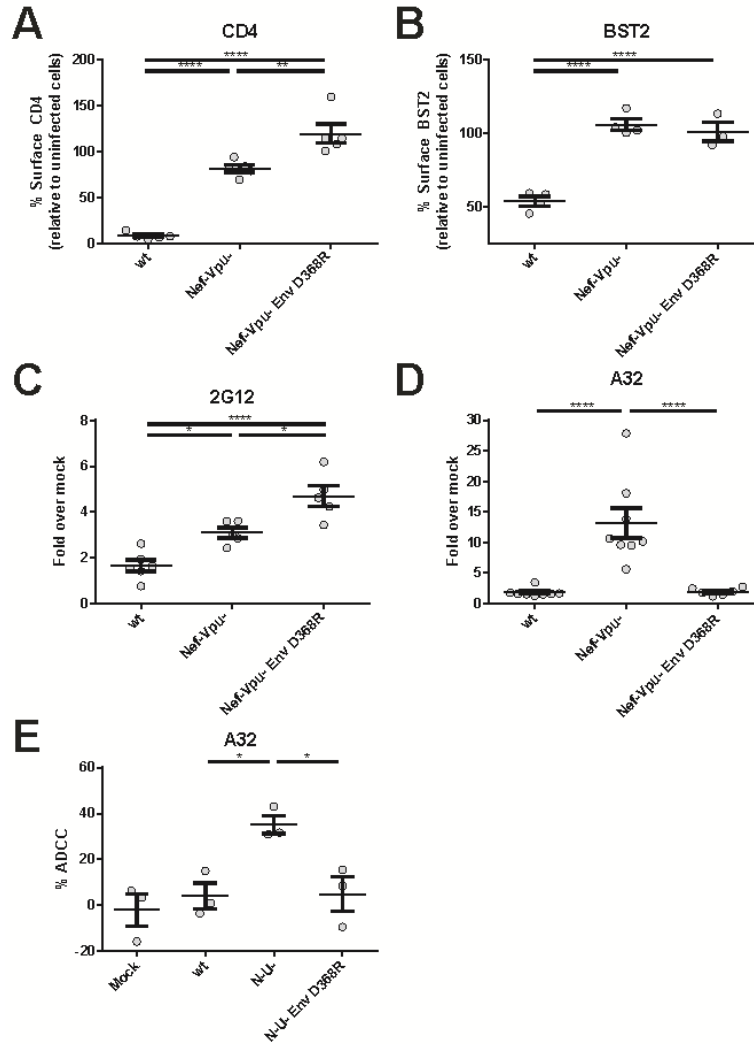 A
CD4
% Surface CD4
(relative to uninfected cells)
200
150
100
50
0
****
****
**
wt
Nef-Vpu-
Nef-Vpu- Env D368R
B
BST2
% Surface BST2
(relative to uninfected cells)
150
100
50
****
****
wt
Nef-Vpu-
Nef-Vpu- Env D368R
C
2G12
Fold over mock
8
6
4
2
0
****
*
*
wt
Nef-Vpu-
Nef-Vpu- Env D368R
D
A32
Fold over mock
30
25
20
15
10
5
0
****
****
wt
Nef-Vpu-
Nef-Vpu- Env D368R
E
A32
% ADCC
60
40
20
0
-20
*
*
Mock
wt
N-U-
N-U- Env D368R